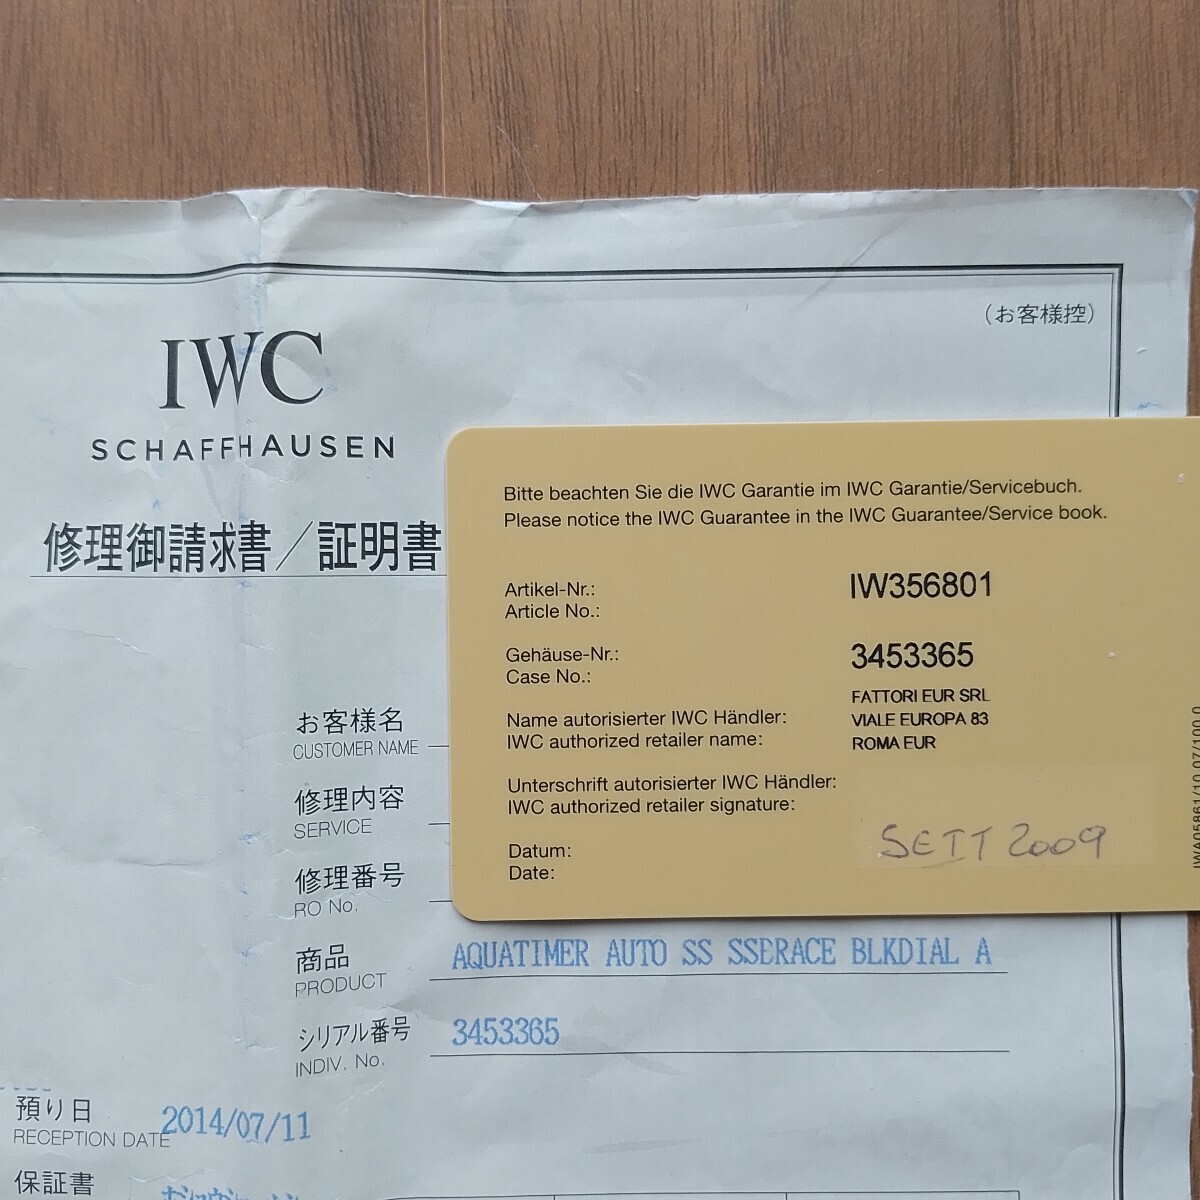 (お客様控)
IWC
SCHAFFHAUSEN
修理御請求書/証明書
お客様名
CUSTOMER NAME
修理内容
SERVICE
修理番号
RO No.
商品
PRODUCT
AQUATIMER AUTO SS SSBRACE BLKDIAL A
シリアル番号
INDIV. No.
3453365
預り日
RECEPTION DATE
2014/07/11
保証書
Bitte beachten Sie die IWC Garantie im IWC Garantie/Servicebuch.
Please notice the IWC Guarantee in the IWC Guarantee/Service book.
Artikel-Nr.:
Article No.:
IW356801
Gehäuse-Nr.:
Case No.:
3453365
Name autorisierter IWC Händler:
IWC authorized retailer name:
FATTORI EUR SRL
VIALE EUROPA 83
ROMA EUR
Unterschrift autorisierter IWC Händler:
IWC authorized retailer signature:
Datum:
Date:
SETT 2009